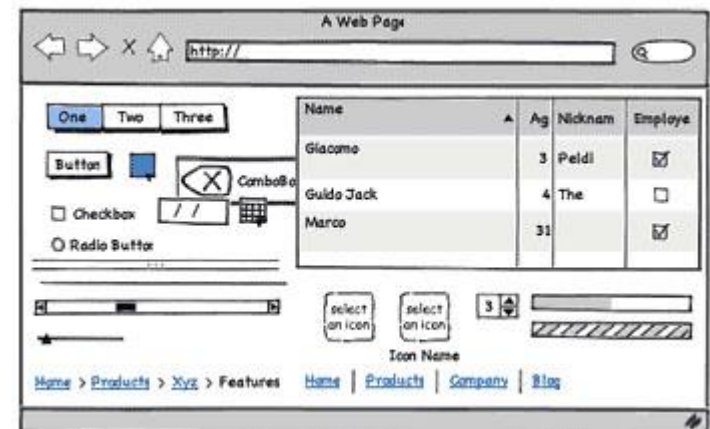 A Web Page
http://
One Two Three
Name Ag Nicknam Employe
Giacomo 3 Peldi
Guido Jack 4 The
Marco 31
Button
ComboBo
/ /
Checkbox
Radio Butto
select an icon
select an icon
3
Icon Name
Home > Products > Xyz > Features
Home | Products | Company | Blog